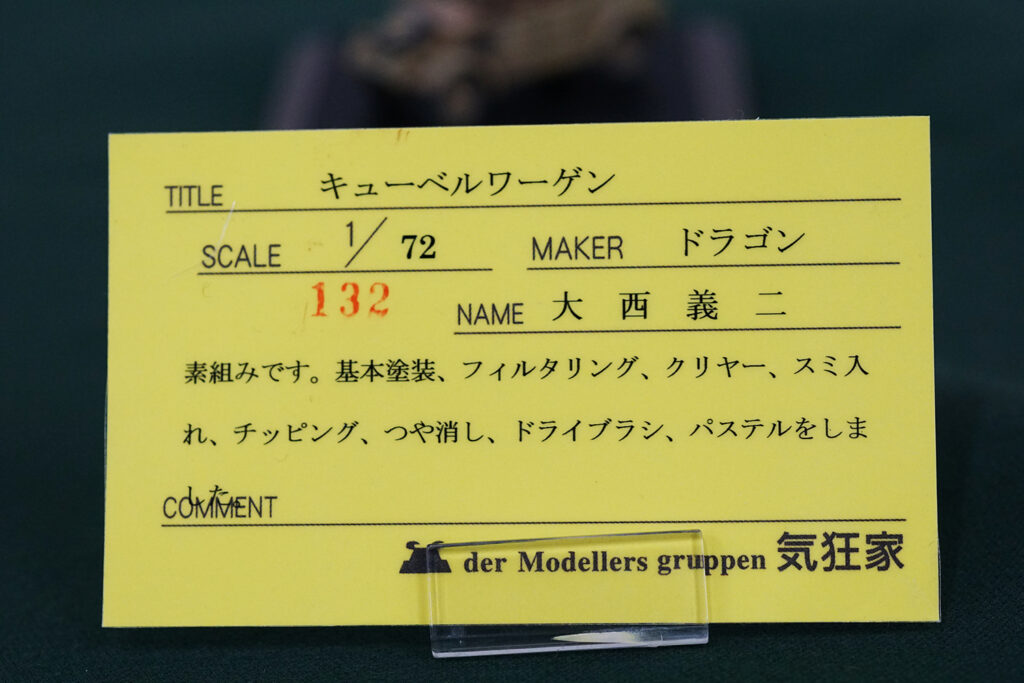 TITLE キューベルワーゲン
SCALE 1/72 MAKER ドラゴン
132 NAME 大西義二
素組みです。基本塗装、フィルタリング、クリヤー、スミ入
れ、チッピング、つや消し、ドライブラシ、パステルをしま
した。
COMMENT
der Modellers gruppen 気狂家